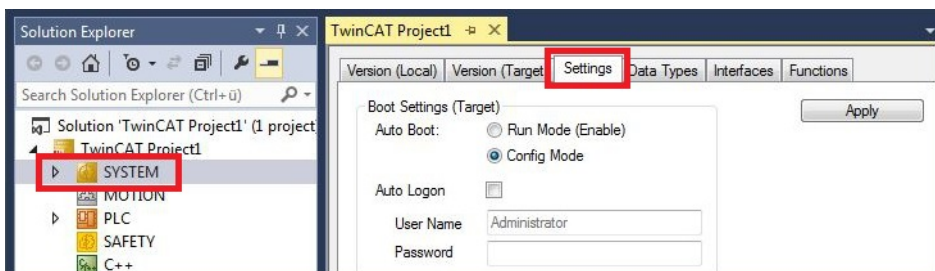 Solution Explorer
Search Solution Explorer (Ctrl+ü)
Solution 'TwinCAT Project1' (1 project
TwinCAT Project1
SYSTEM
MOTION
PLC
SAFETY
C++
TwinCAT Project1
Version (Local) Version (Target Settings Data Types Interfaces Functions
Boot Settings (Target)
Apply
Auto Boot: Run Mode (Enable)
Config Mode
Auto Logon
User Name Administrator
Password